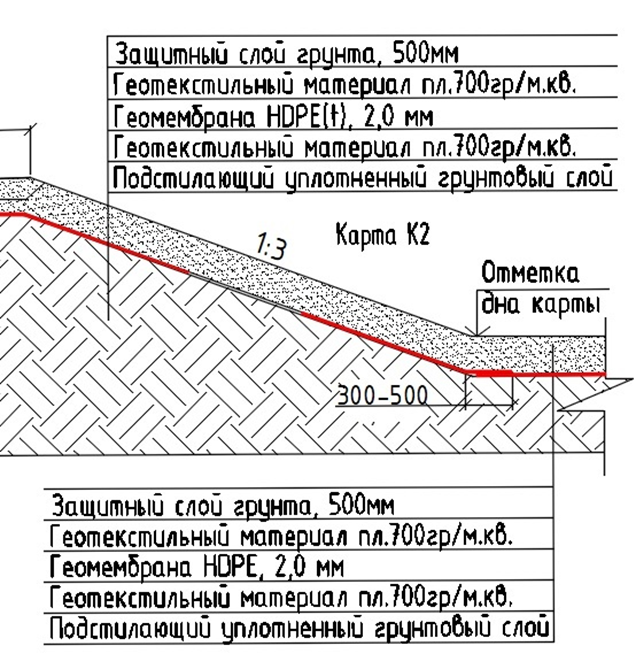 Защитный слой грунта, 500мм
Геотекстильный материал пл.700гр/м.кв.
Геомембрана HDPE(t), 2,0 мм
Геотекстильный материал пл.700гр/м.кв.
Подстилающий уплотненный грунтовый слой
1:3
Карта К2
Отметка
дна карты
300-500
Защитный слой грунта, 500мм
Геотекстильный материал пл.700гр/м.кв.
Геомембрана HDPE, 2,0 мм
Геотекстильный материал пл.700гр/м.кв.
Подстилающий уплотненный грунтовый слой